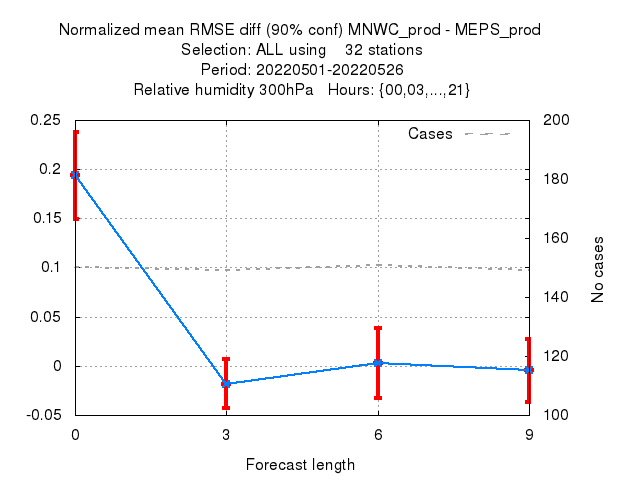 Normalized mean RMSE diff (90% conf) MNWC_prod - MEPS_prod
Selection: ALL using    32 stations
Period: 20220501-20220526
Relative humidity 300hPa   Hours: {00,03,...,21}
Cases
0.25
0.2
0.15
0.1
0.05
0
-0.05
200
180
160
140
120
100
No cases
0
3
6
9
Forecast length